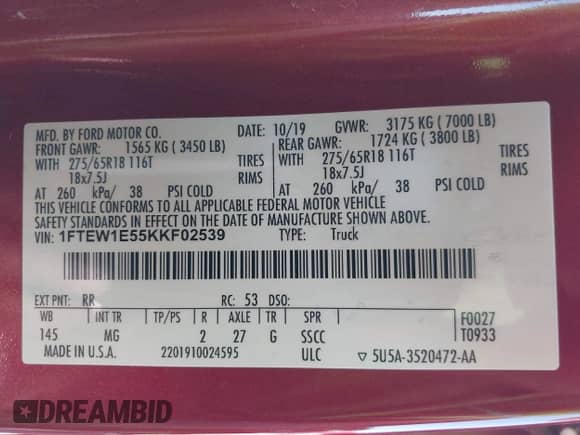 MFD. BY FORD MOTOR CO.
DATE: 10/19 GVWR: 3175 KG ( 7000 LB)
FRONT GAWR: 1565 KG ( 3450 LB)
REAR GAWR: 1724 KG ( 3800 LB)
WITH 275/65R18 116T TIRES
18x7.5J RIMS
WITH 275/65R18 116T TIRES
18x7.5J RIMS
AT 260 kPa/ 38 PSI COLD
AT 260 kPa/ 38 PSI COLD
THIS VEHICLE CONFORMS TO ALL APPLICABLE FEDERAL MOTOR VEHICLE
SAFETY STANDARDS IN EFFECT ON THE DATE OF MANUFACTURE SHOWN ABOVE.
VIN: 1FTEW1E55KKF02539 TYPE: Truck
EXT PNT: RR RC: 53 DSO:
WB INT TR TP/PS R AXLE TR SPR
145 MG 2 27 G SSCC
F0027
T0933
MADE IN U.S.A. 2201910024595 ULC ▽ 5U5A-3520472-AA
DREAMBID